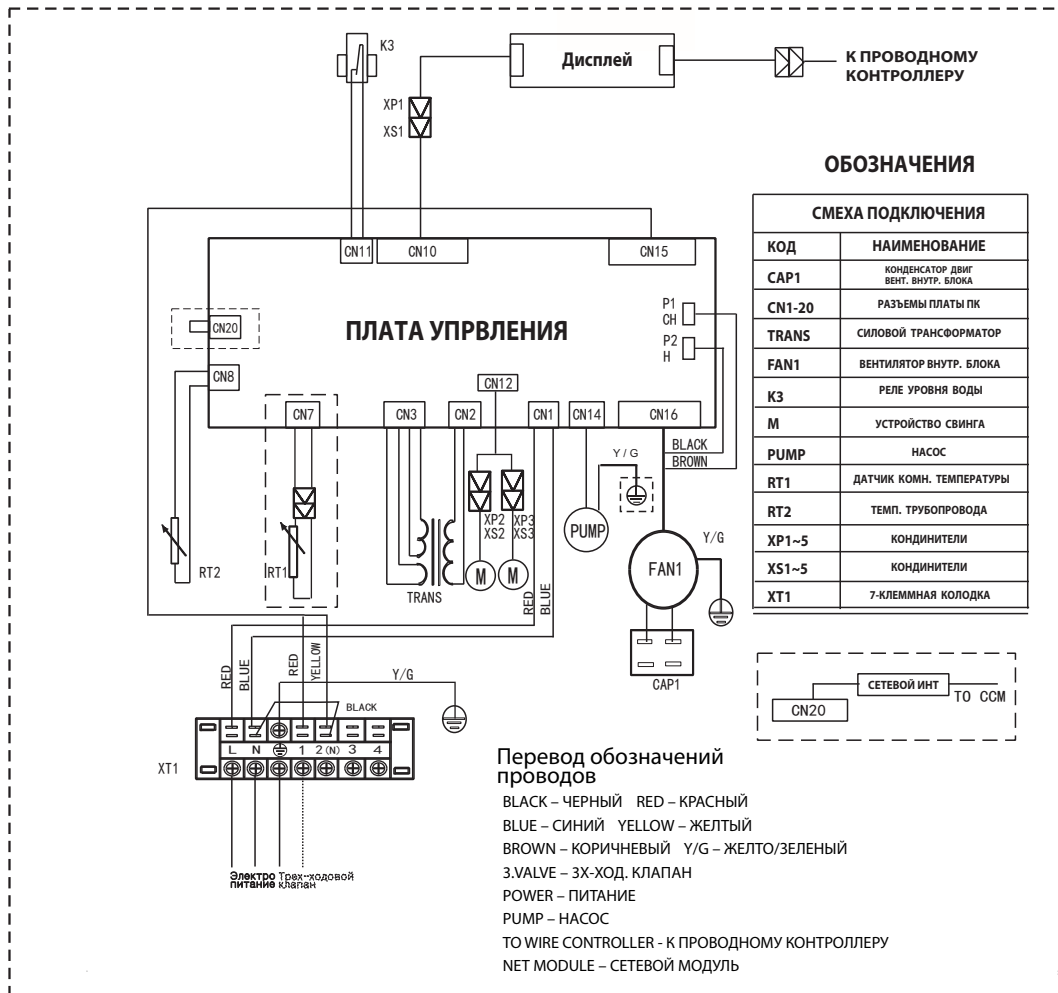 K3
Дисплей
К ПРОВОДНОМУ
КОНТРОЛЛЕРУ
XP1
XS1
ОБОЗНАЧЕНИЯ
СМЕХА ПОДКЛЮЧЕНИЯ
КОД НАИМЕНОВАНИЕ
CAP1 КОНДЕНСАТОР ДВИГ
ВЕНТ. ВНУТР. БЛОКА
CN1-20 РАЗЪЕМЫ ПЛАТЫ ПК
TRANS СИЛОВОЙ ТРАНСФОРМАТОР
FAN1 ВЕНТИЛЯТОР ВНУТР. БЛОКА
K3 РЕЛЕ УРОВНЯ ВОДЫ
M УСТРОЙСТВО СВИНГА
PUMP НАСОС
RT1 ДАТЧИК КОМН. ТЕМПЕРАТУРЫ
RT2 ТЕМП. ТРУБОПРОВОДА
XP1~5 КОНДИНИТЕЛИ
XS1~5 КОНДИНИТЕЛИ
XT1 7-КЛЕММНАЯ КОЛОДКА
CN11 CN10 CN15
CN20
ПЛАТА УПРВЛЕНИЯ
P1
CH
P2
H
CN8
CN12
CN7 CN3 CN2 CN1 CN14 CN16
BLACK
BROWN
Y/G
XP2 XP3
XS2 XS3
PUMP
RT2 RT1
M M
TRANS
FAN1
Y/G
RED
BLUE
CAP1
RED
BLUE
RED
YELLOW
Y/G
BLACK
XT1
L N 1 2(N) 3 4
Электро Трех-ходовой
питание клапан
СЕТЕВОЙ ИНТ
CN20
TO CCM
Перевод обозначений
проводов
BLACK – ЧЕРНЫЙ RED – КРАСНЫЙ
BLUE – СИНИЙ YELLOW – ЖЕЛТЫЙ
BROWN – КОРИЧНЕВЫЙ Y/G – ЖЕЛТО/ЗЕЛЕНЫЙ
3.VALVE – 3Х-ХОД. КЛАПАН
POWER – ПИТАНИЕ
PUMP – НАСОС
TO WIRE CONTROLLER - К ПРОВОДНОМУ КОНТРОЛЛЕРУ
NET MODULE – СЕТЕВОЙ МОДУЛЬ